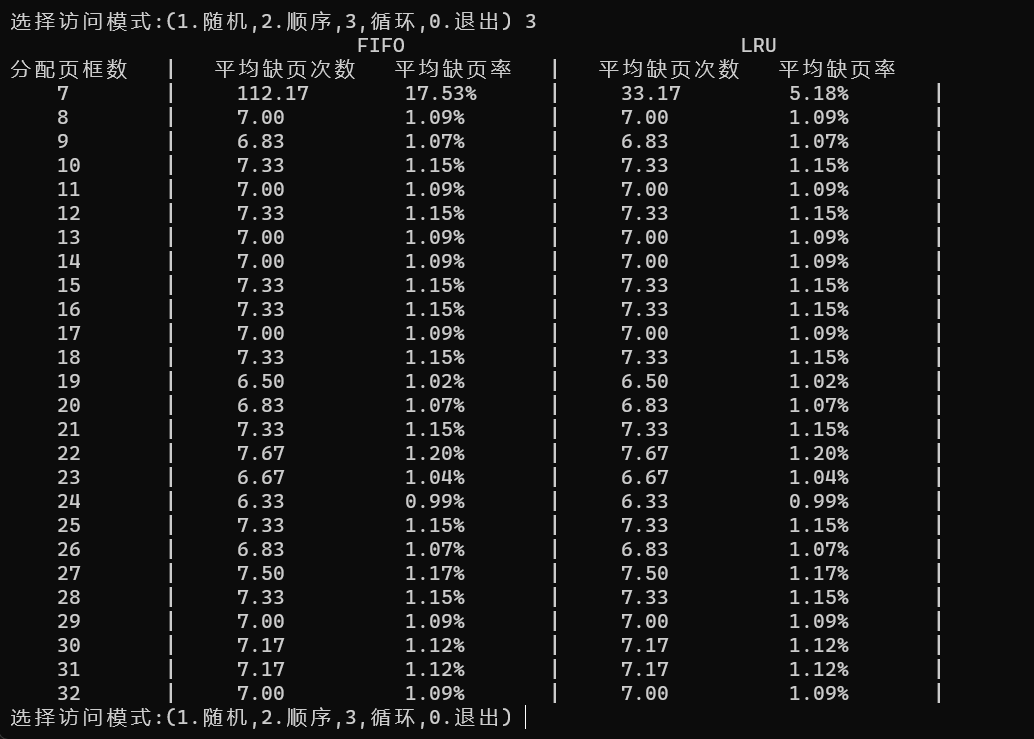 选择访问模式:(1.随机,2.顺序,3,循环,0.退出) 3
FIFO LRU
分配页框数 | 平均缺页次数 平均缺页率 | 平均缺页次数 平均缺页率
7 | 112.17 17.53% | 33.17 5.18% |
8 | 7.00 1.09% | 7.00 1.09% |
9 | 6.83 1.07% | 6.83 1.07% |
10 | 7.33 1.15% | 7.33 1.15% |
11 | 7.00 1.09% | 7.00 1.09% |
12 | 7.33 1.15% | 7.33 1.15% |
13 | 7.00 1.09% | 7.00 1.09% |
14 | 7.00 1.09% | 7.00 1.09% |
15 | 7.33 1.15% | 7.33 1.15% |
16 | 7.33 1.15% | 7.33 1.15% |
17 | 7.00 1.09% | 7.00 1.09% |
18 | 7.33 1.15% | 7.33 1.15% |
19 | 6.50 1.02% | 6.50 1.02% |
20 | 6.83 1.07% | 6.83 1.07% |
21 | 7.33 1.15% | 7.33 1.15% |
22 | 7.67 1.20% | 7.67 1.20% |
23 | 6.67 1.04% | 6.67 1.04% |
24 | 6.33 0.99% | 6.33 0.99% |
25 | 7.33 1.15% | 7.33 1.15% |
26 | 6.83 1.07% | 6.83 1.07% |
27 | 7.50 1.17% | 7.50 1.17% |
28 | 7.33 1.15% | 7.33 1.15% |
29 | 7.00 1.09% | 7.00 1.09% |
30 | 7.17 1.12% | 7.17 1.12% |
31 | 7.17 1.12% | 7.17 1.12% |
32 | 7.00 1.09% | 7.00 1.09% |
选择访问模式:(1.随机,2.顺序,3,循环,0.退出)